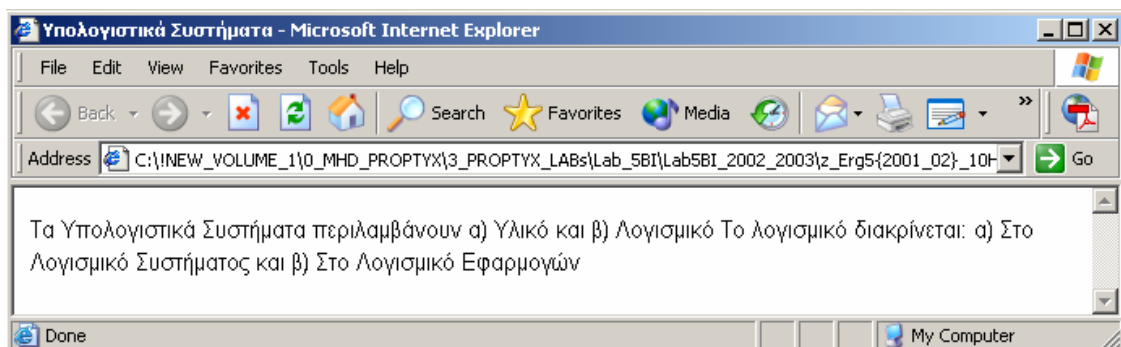 Υπολογιστικά Συστήματα - Microsoft Internet Explorer
File Edit View Favorites Tools Help
Back Search Favorites Media »
Address C:\!NEW_VOLUME_1\0_MHD_PROPTYX\3_PROPTYX_LABs\Lab_5BI\Lab5BI_2002_2003\z_Erg5{2001_02}_10H Go
Τα Υπολογιστικά Συστήματα περιλαμβάνουν α) Υλικό και β) Λογισμικό Το λογισμικό διακρίνεται: α) Στο
Λογισμικό Συστήματος και β) Στο Λογισμικό Εφαρμογών
Done My Computer